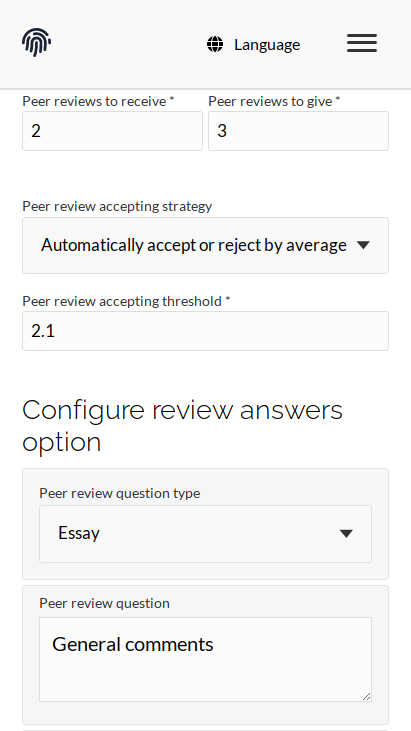 Language
Peer reviews to receive *
Peer reviews to give *
2
3
Peer review accepting strategy
Automatically accept or reject by average
Peer review accepting threshold *
2.1
Configure review answers
option
Peer review question type
Essay
Peer review question
General comments